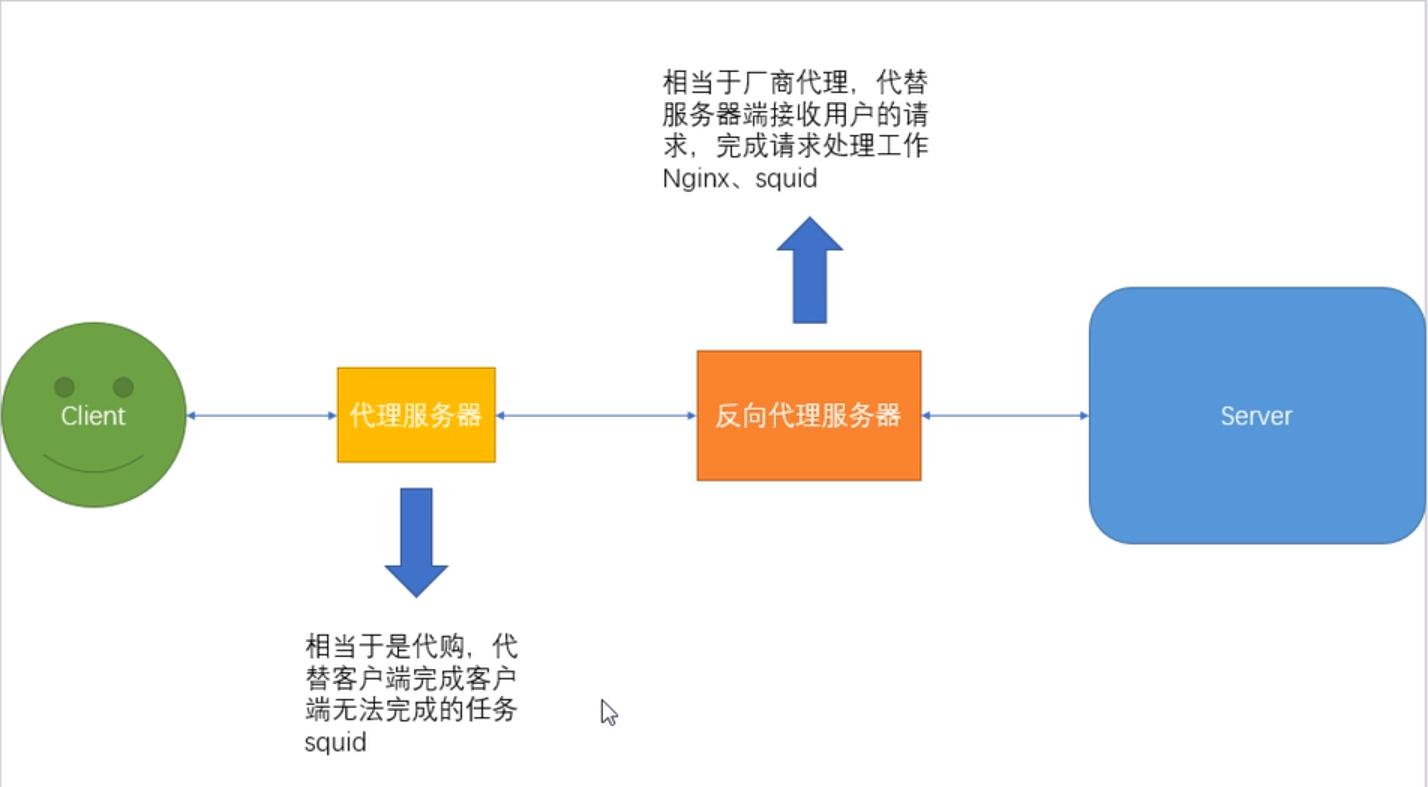 相当于厂商代理，代替
服务器端接收用户的请
求，完成请求处理工作
Nginx、squid
Client
代理服务器
反向代理服务器
Server
相当于是代购，代
替客户端完成客户
端无法完成的任务
squid